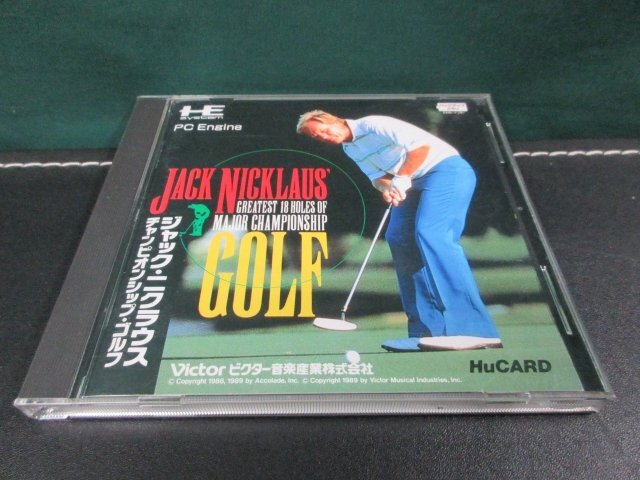 HE
system
PC Engine
JACK NICKLAUS'
GREATEST 18 HOLES OF
MAJOR CHAMPIONSHIP
GOLF
ジャック・ニクラウス
チャンピオンシップ・ゴルフ
Victor ビクター音楽産業株式会社
© Copyright 1988, 1989 by Accolade, Inc. © Copyright 1989 by Victor Musical Industries, Inc.
HuCARD